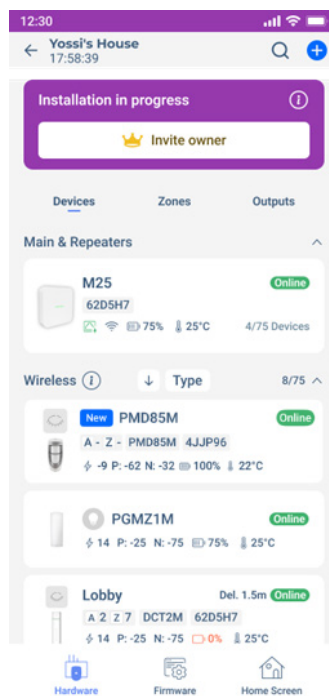 12:30
Yossi's House
17:58:39
Installation in progress
Invite owner
Devices Zones Outputs
Main & Repeaters
M25 Online
62D5H7
75% 25°C 4/75 Devices
Wireless Type 8/75
New PMD85M Online
A - Z - PMD85M 4JJP96
-9 P: -62 N: -32 100% 22°C
PGMZ1M Online
14 P: -25 N: -75 75% 25°C
Lobby Del. 1.5m Online
A 2 Z 7 DCT2M 62D5H7
14 P: -25 N: -75 0% 25°C
Hardware Firmware Home Screen